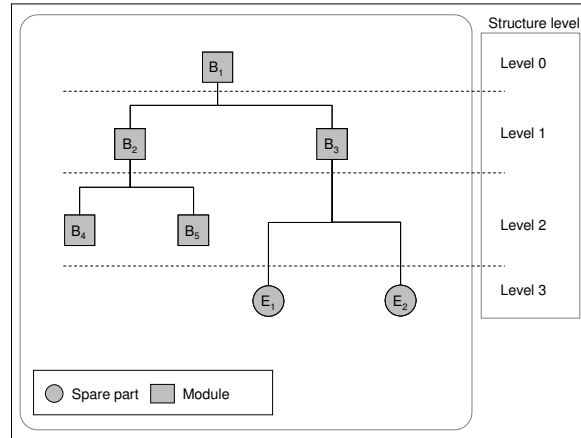 Structure level
B1
Level 0
B2
B3
Level 1
B4
B5
Level 2
E1
E2
Level 3
Spare part
Module